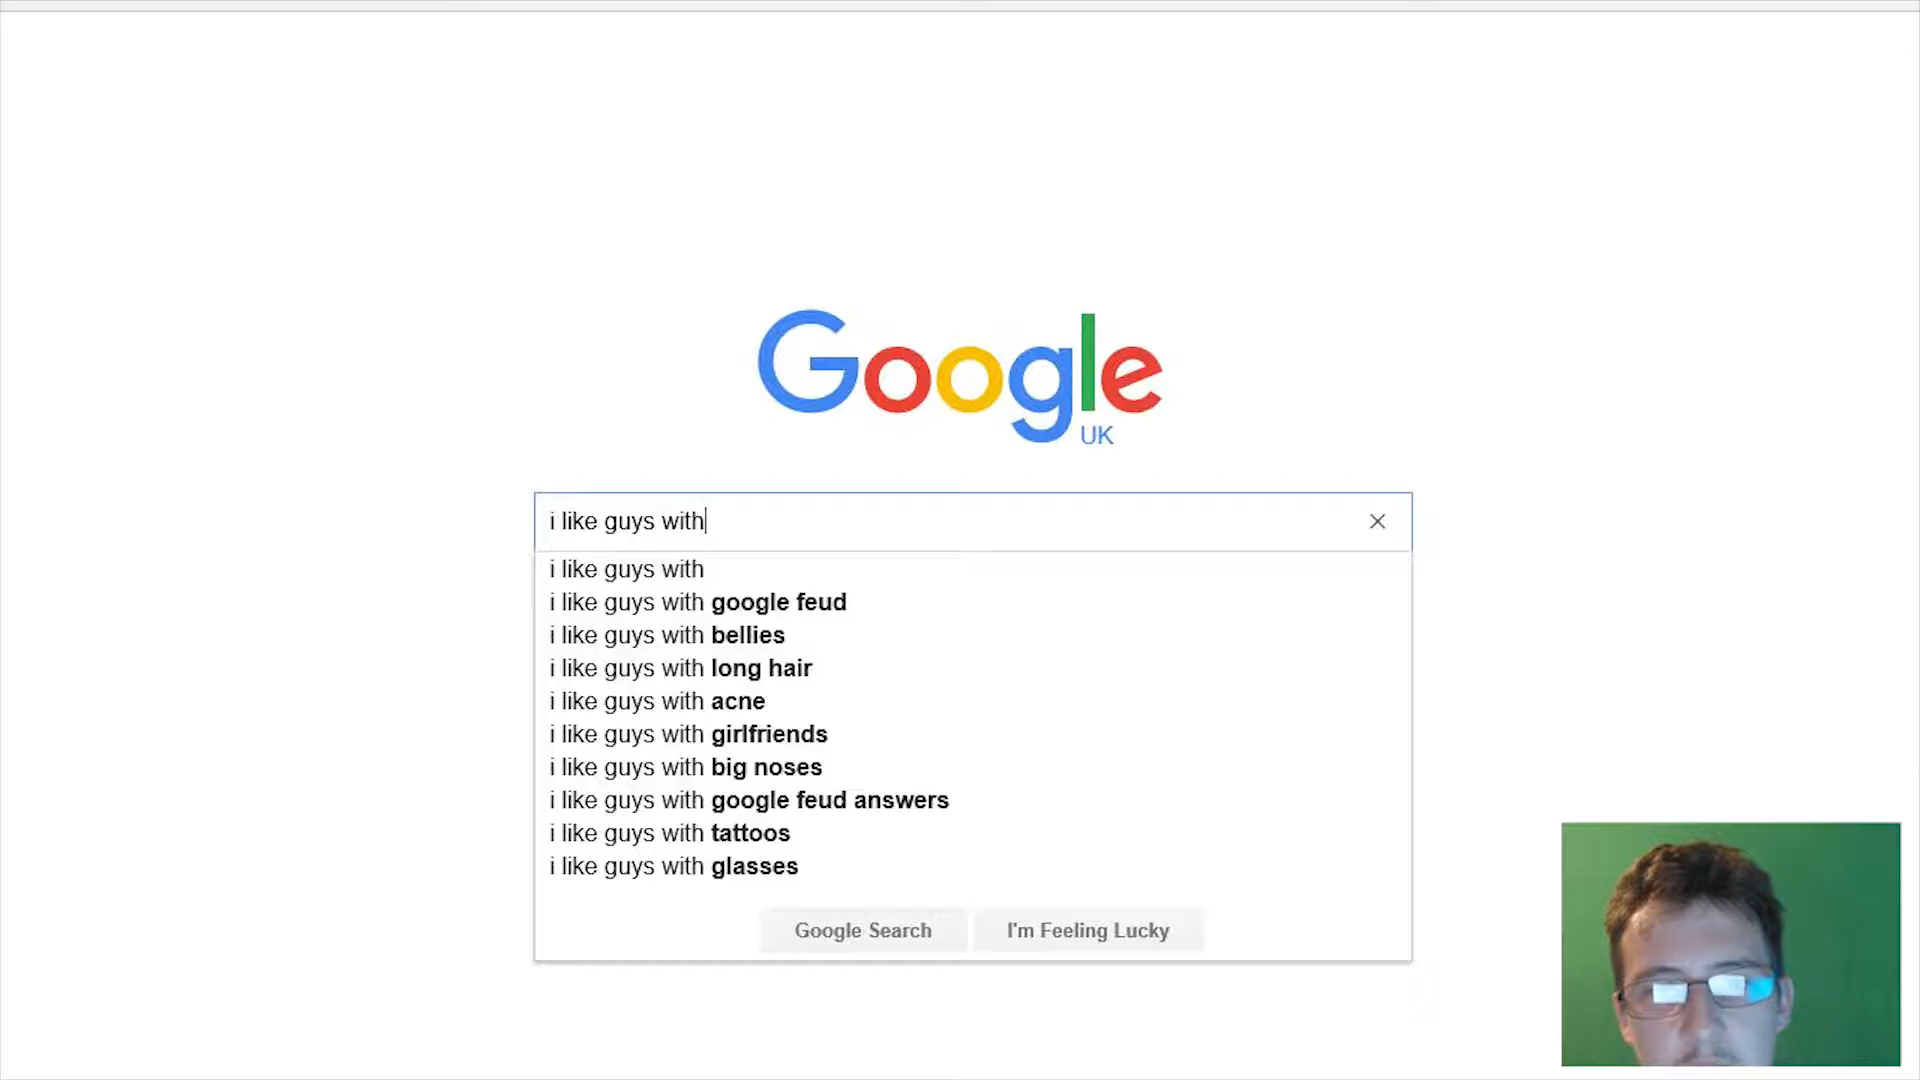 Google
UK
i like guys with
i like guys with
i like guys with google feud
i like guys with bellies
i like guys with long hair
i like guys with acne
i like guys with girlfriends
i like guys with big noses
i like guys with google feud answers
i like guys with tattoos
i like guys with glasses
Google Search I'm Feeling Lucky